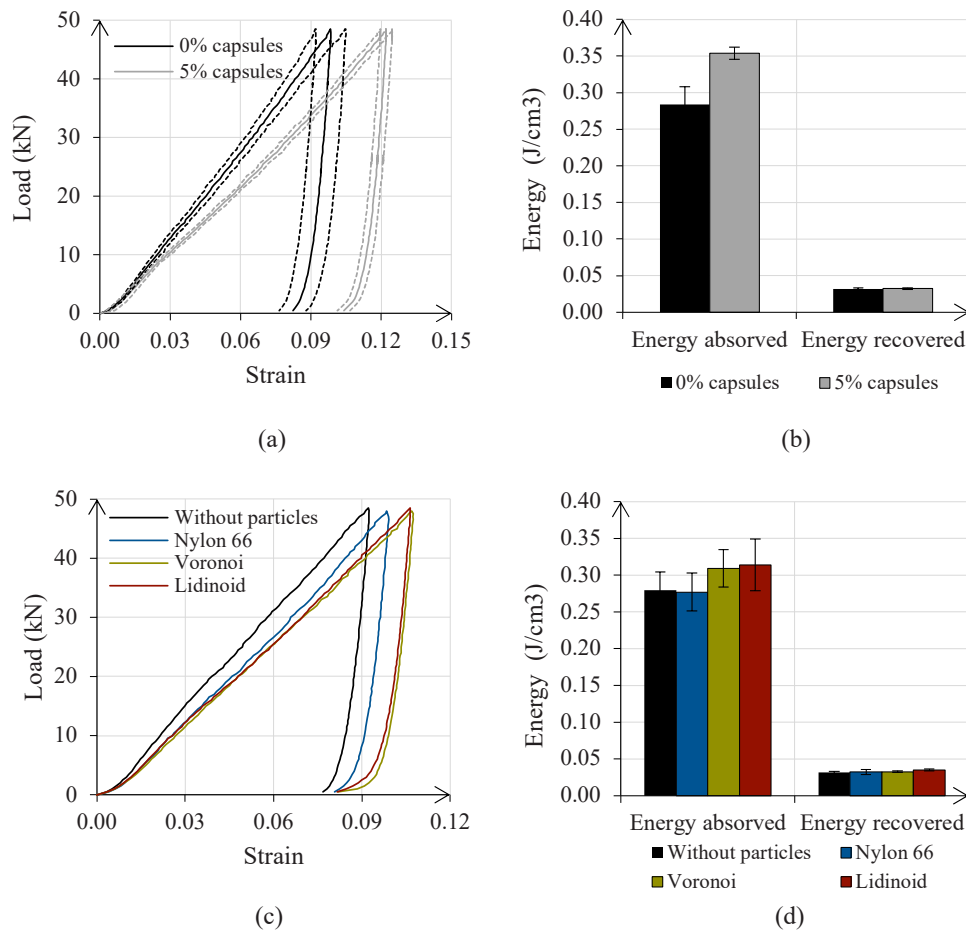 50
40
30
20
10
0
Load (kN)
0% capsules
5% capsules
0.00 0.03 0.06 0.09 0.12 0.15
Strain
(a)
0.40
0.35
0.30
0.25
0.20
0.15
0.10
0.05
0.00
Energy (J/cm3)
Energy absorved Energy recovered
0% capsules 5% capsules
(b)
50
40
30
20
10
0
Load (kN)
Without particles
Nylon 66
Voronoi
Lidinoid
0.00 0.03 0.06 0.09 0.12
Strain
(c)
0.40
0.35
0.30
0.25
0.20
0.15
0.10
0.05
0.00
Energy (J/cm3)
Energy absorved Energy recovered
Without particles Nylon 66
Voronoi Lidinoid
(d)